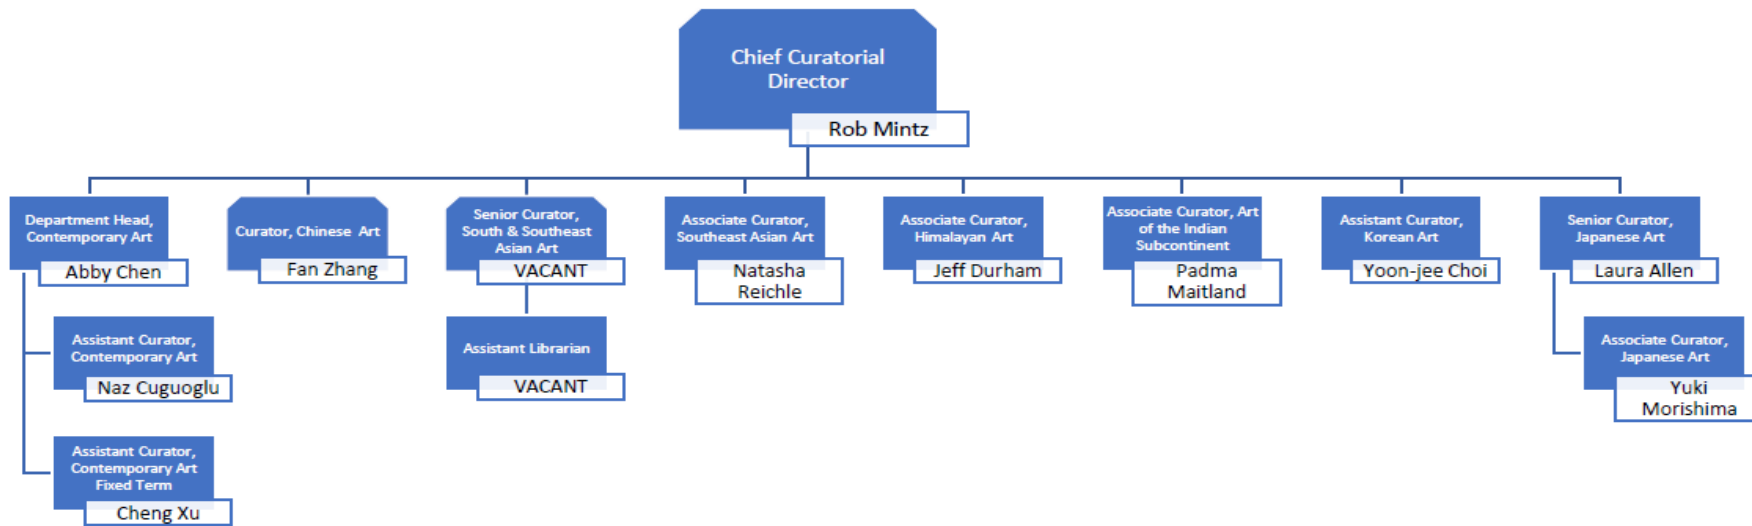 Chief Curatorial
Director
Rob Mintz
Department Head,
Contemporary Art
Abby Chen
Curator, Chinese Art
Fan Zhang
Senior Curator,
South & Southeast
Asian Art
VACANT
Associate Curator,
Southeast Asian Art
Natasha
Reichle
Associate Curator,
Himalayan Art
Jeff Durham
Associate Curator, Art
of the Indian
Subcontinent
Padma
Maitland
Assistant Curator,
Korean Art
Yoon-jee Choi
Senior Curator,
Japanese Art
Laura Allen
Assistant Curator,
Contemporary Art
Naz Cuguoglu
Assistant Librarian
VACANT
Associate Curator,
Japanese Art
Yuki
Morishima
Assistant Curator,
Contemporary Art
Fixed Term
Cheng Xu